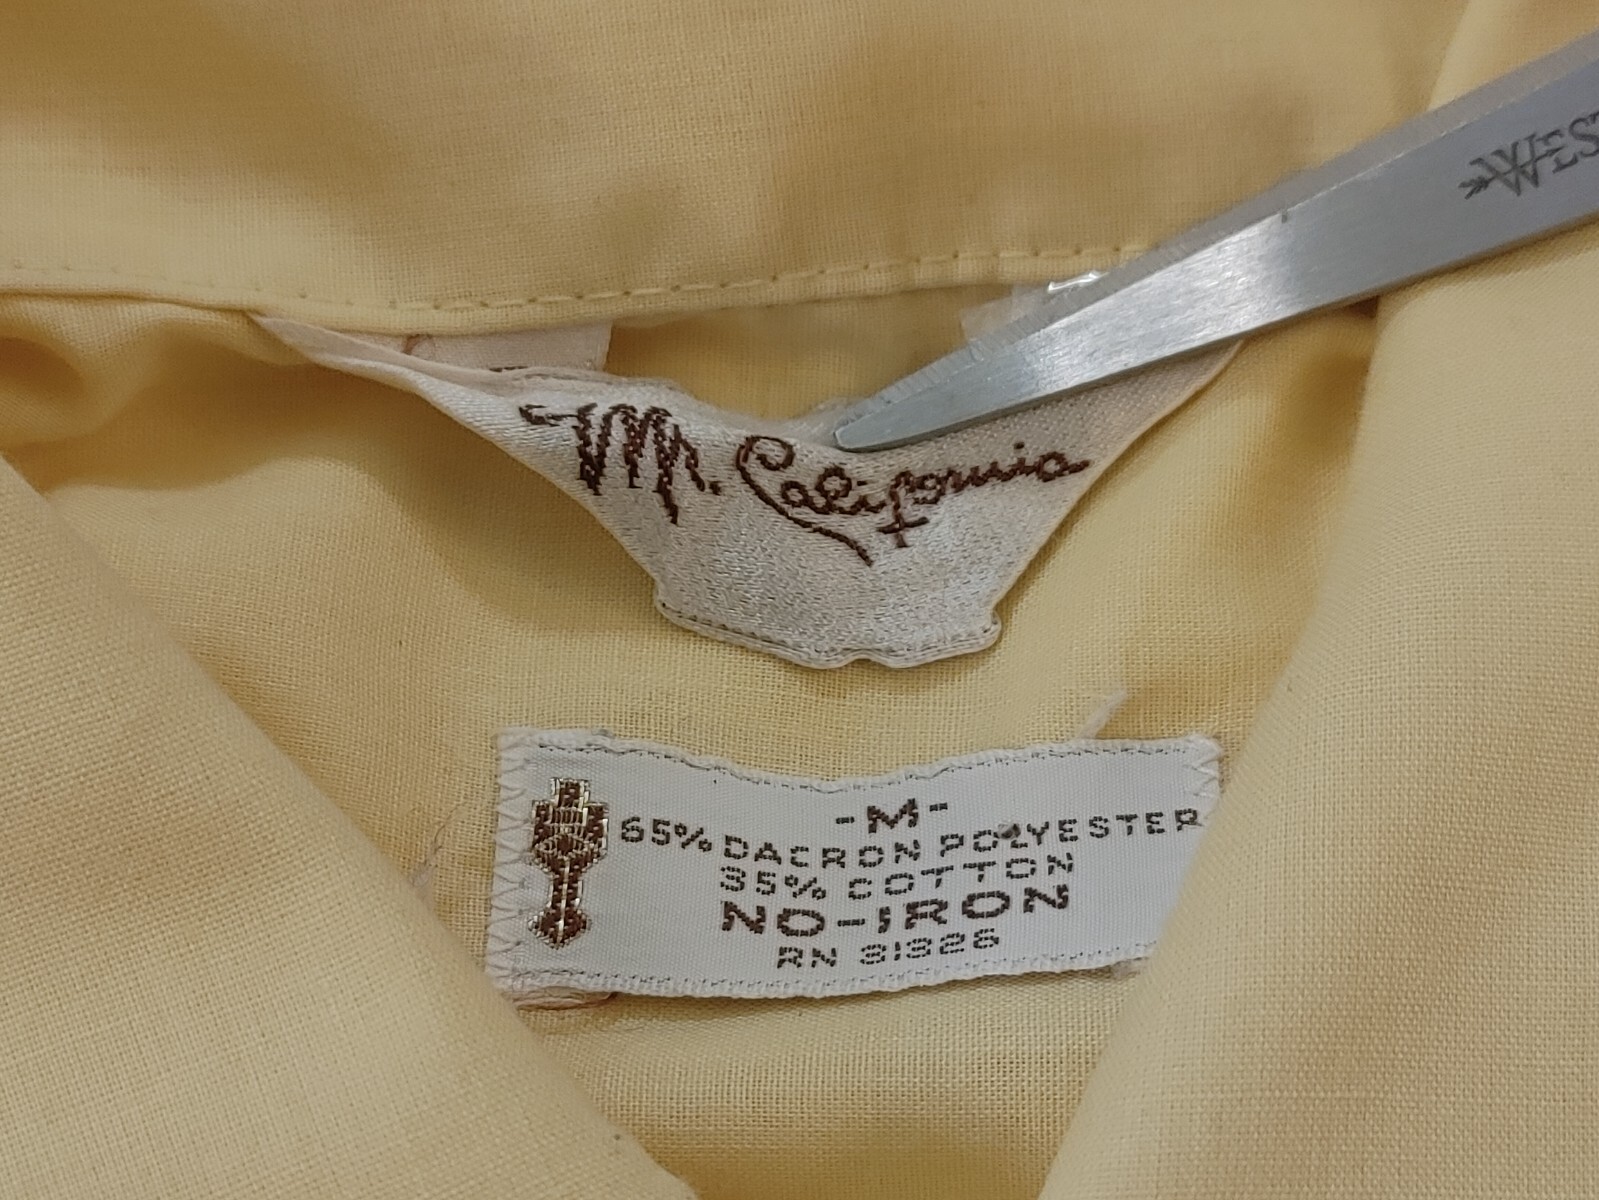 WEST
Mr. California
-M-
65% DACRON POLYESTER
35% COTTON
NO-IRON
RN 31326